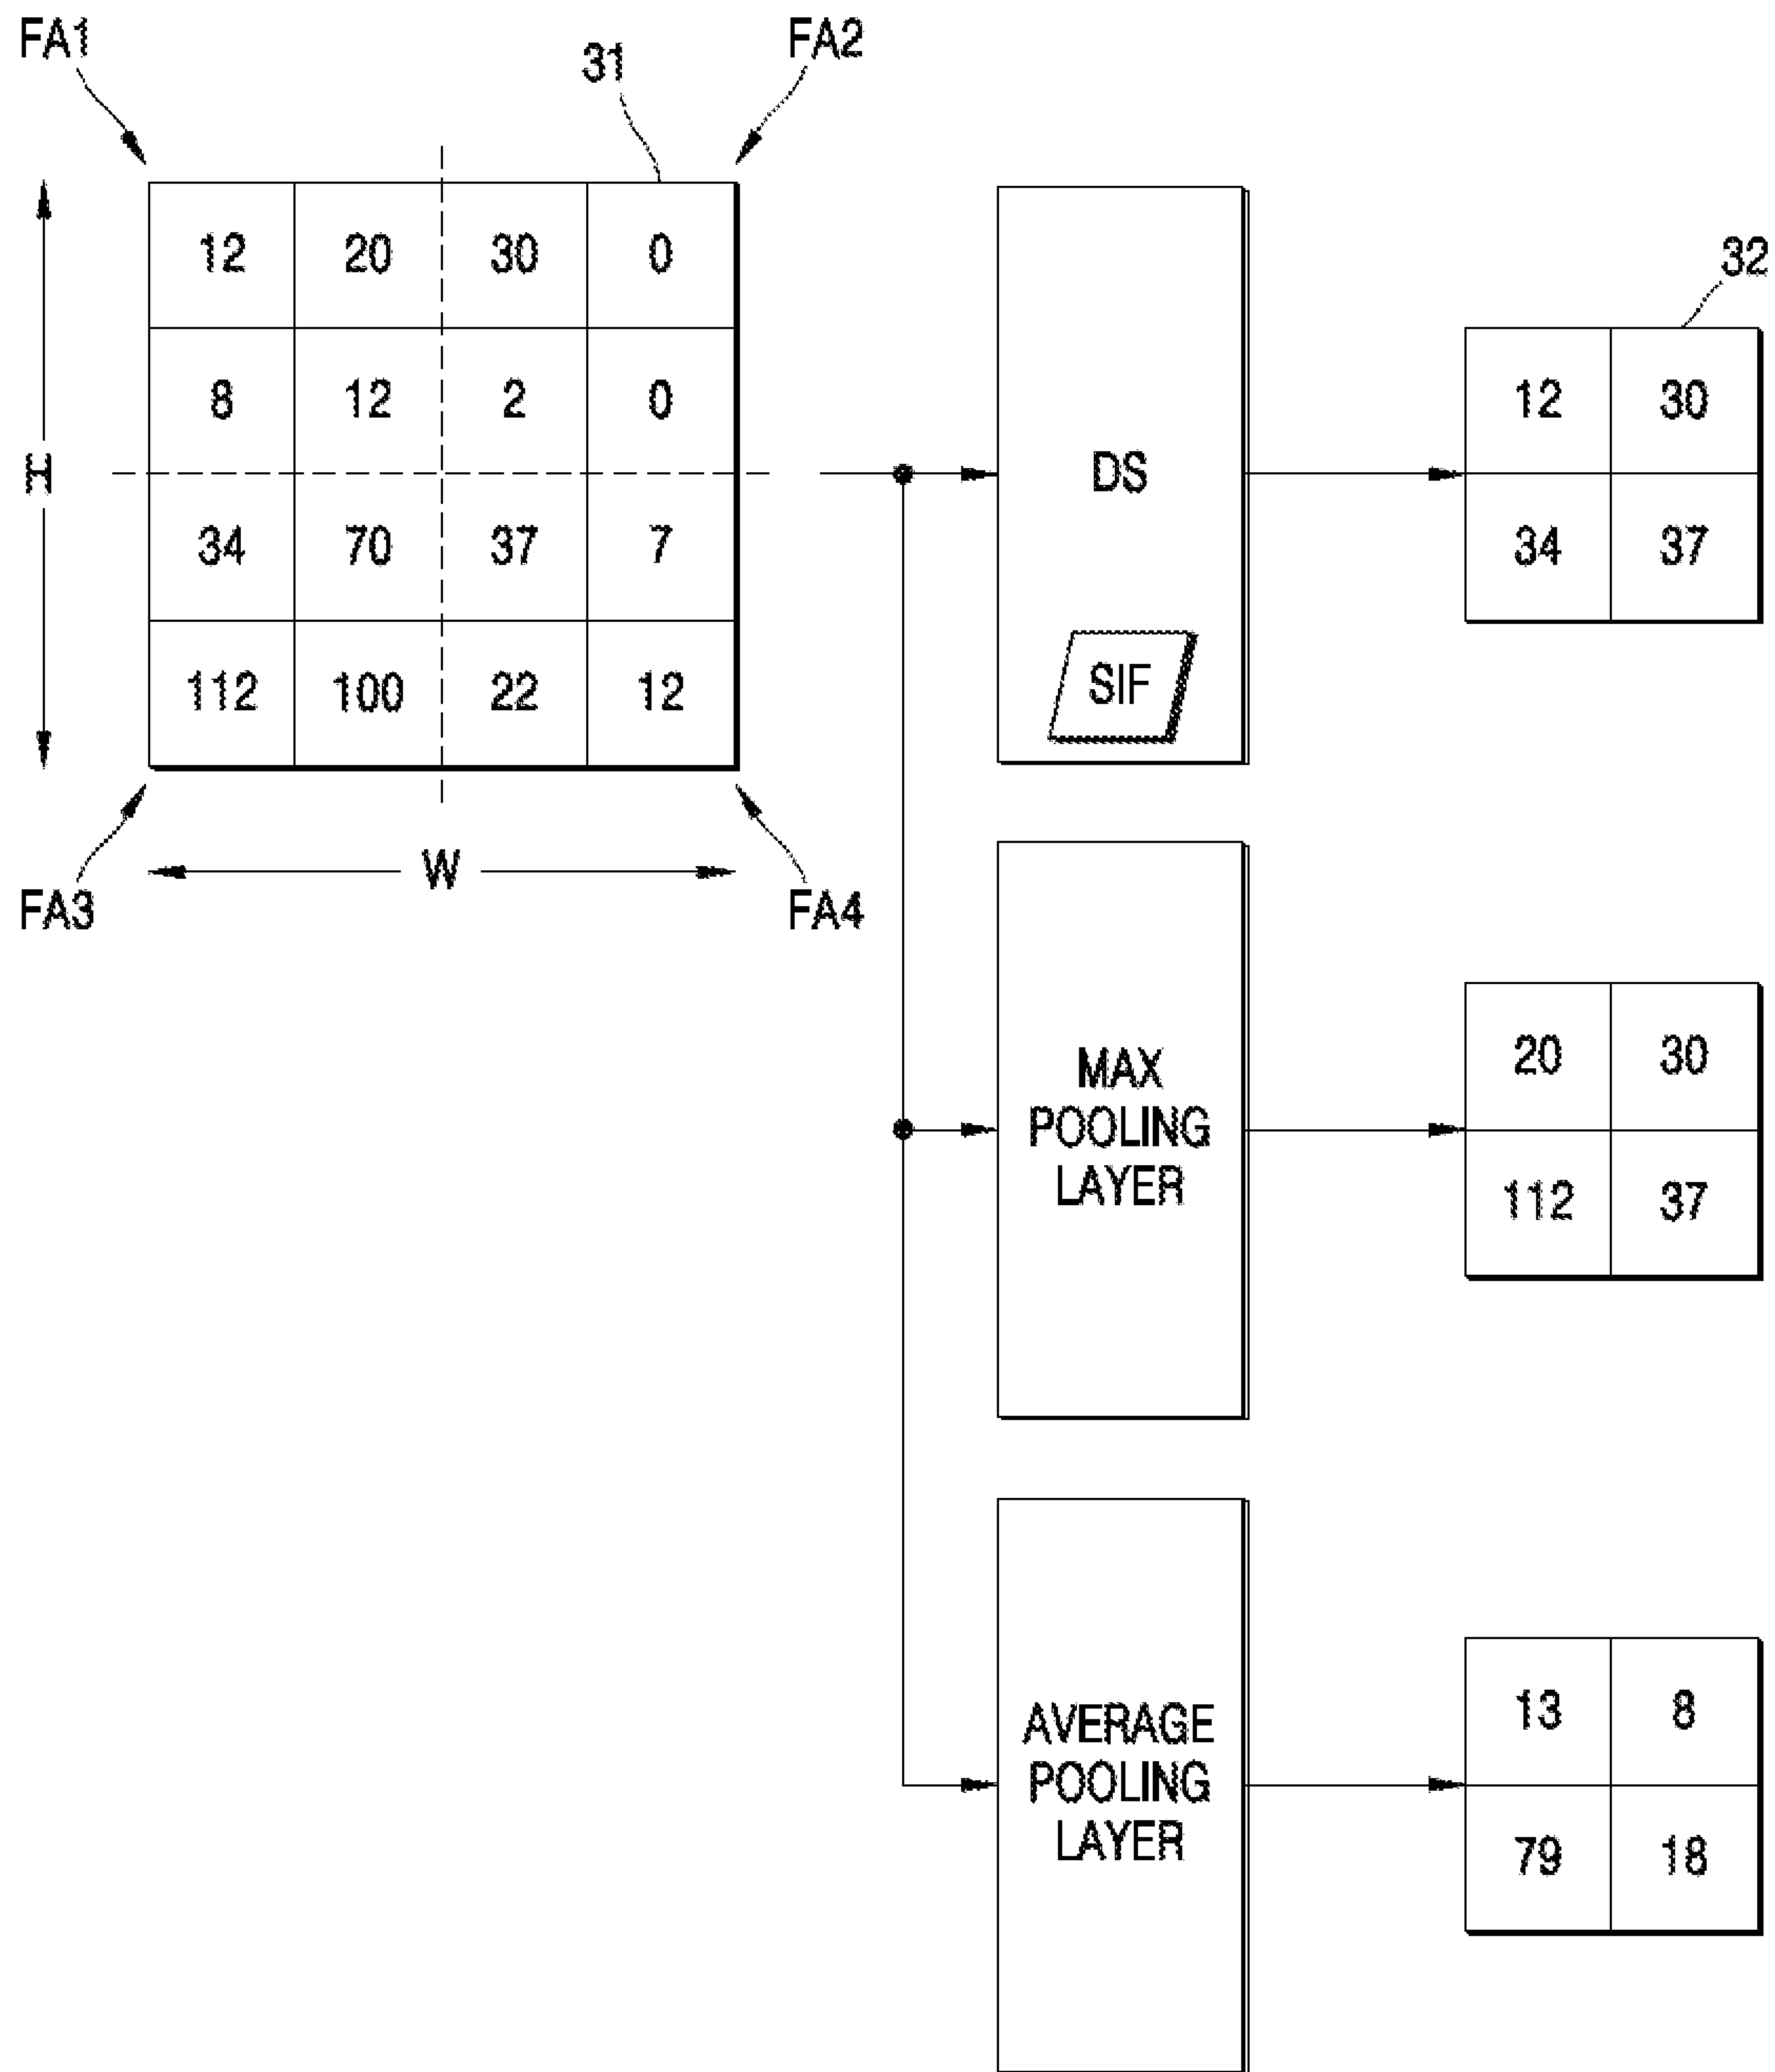 FA1
FA2
31
12 20 30 0
8 12 2 0
34 70 37 7
112 100 22 12
H
W
FA3
FA4
DS
SIF
32
12 30
34 37
MAX
POOLING
LAYER
20 30
112 37
AVERAGE
POOLING
LAYER
13 8
79 18